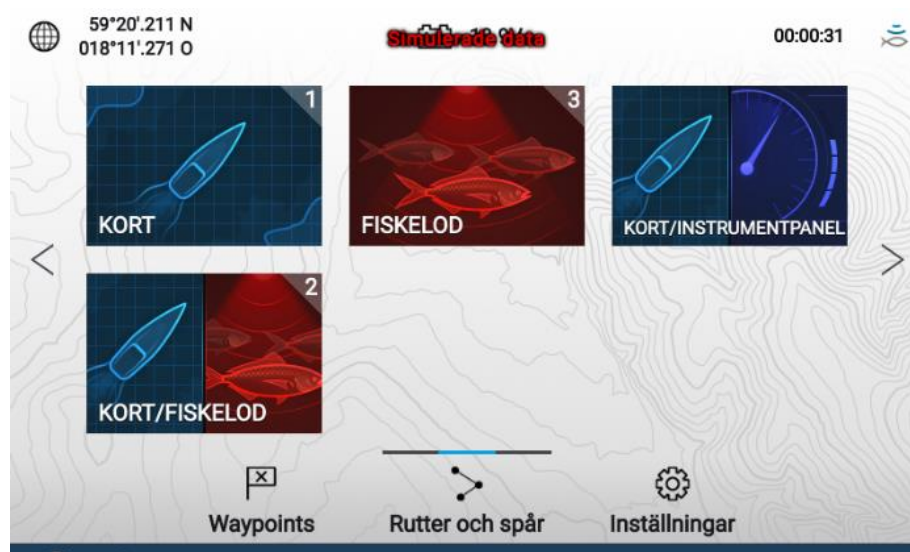 59°20'.211 N
018°11'.271 O
Simulerade data
00:00:31
1
KORT
3
FISKELOD
KORT/INSTRUMENTPANEL
2
KORT/FISKELOD
Waypoints
Rutter och spår
Inställningar